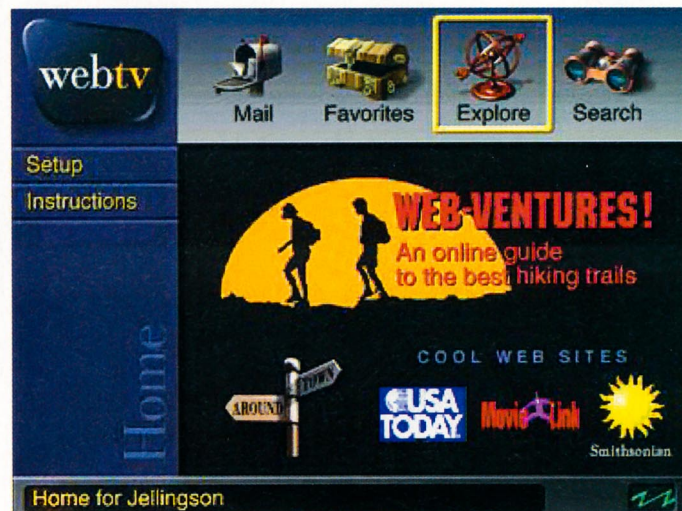 webtv
Mail
Favorites
Explore
Search
Setup
Instructions
Home
WEB-VENTURES!
An online guide
to the best hiking trails
AROUND
TOWN
COOL WEB SITES
USA
TODAY
MovieLink
Smithsonian
Home for Jellingson